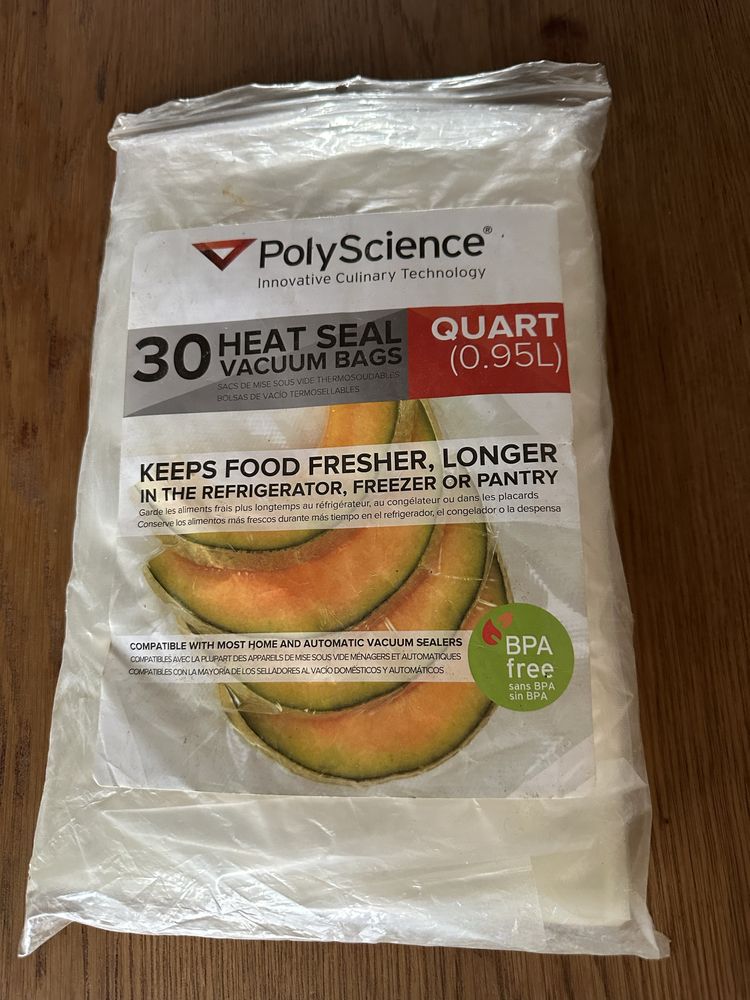 PolyScience®
Innovative Culinary Technology
30 HEAT SEAL
VACUUM BAGS
SACS DE MISE SOUS VIDE THERMOSOUDABLES
BOLSAS DE VACÍO TERMOSELLABLES
QUART
(0.95L)
KEEPS FOOD FRESHER, LONGER
IN THE REFRIGERATOR, FREEZER OR PANTRY
Garde les aliments frais plus longtemps au réfrigérateur, au congélateur ou dans les placards
Conserve los alimentos más frescos durante más tiempo en el refrigerador, el congelador o la despensa
COMPATIBLE WITH MOST HOME AND AUTOMATIC VACUUM SEALERS
COMPATIBLES AVEC LA PLUPART DES APPAREILS DE MISE SOUS VIDE MÉNAGERS ET AUTOMATIQUES
COMPATIBLES CON LA MAYORÍA DE LOS SELLADORES AL VACÍO DOMÉSTICOS Y AUTOMÁTICOS
BPA
free
sans BPA
sin BPA